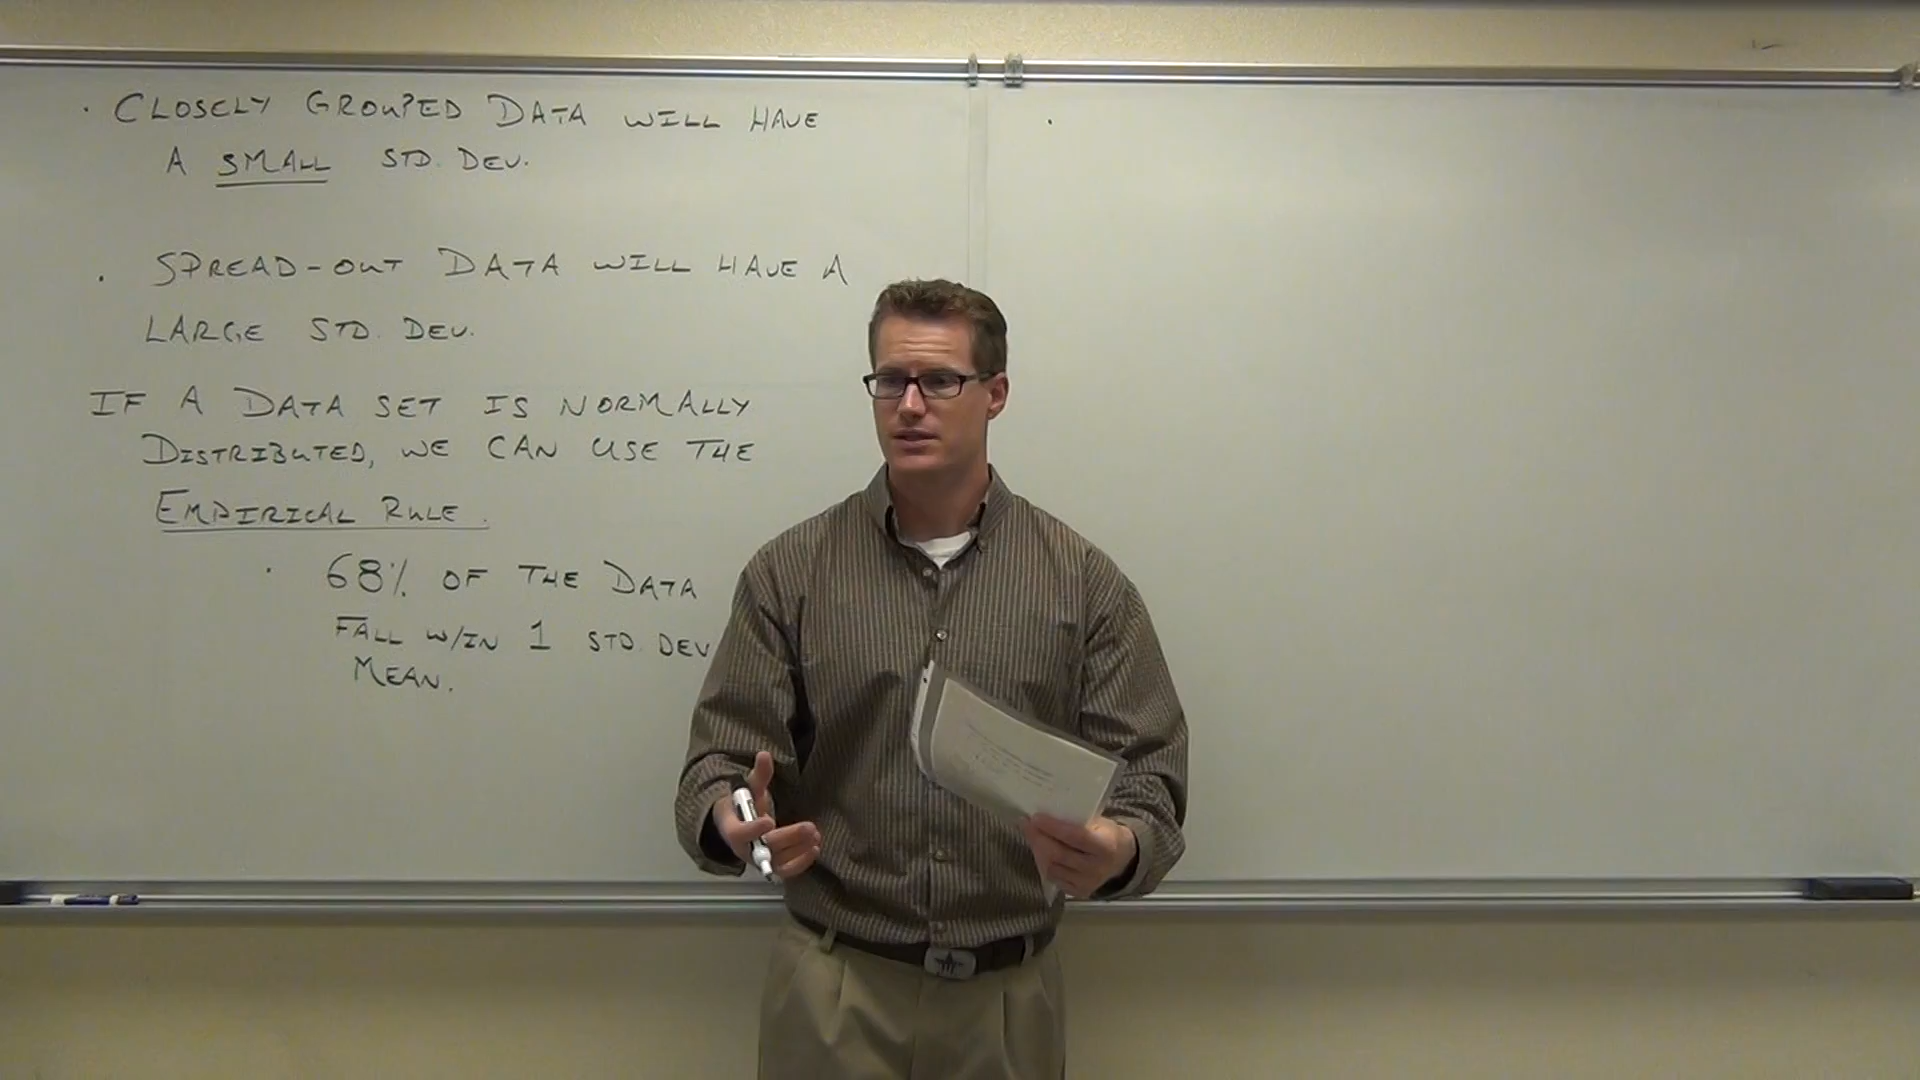 · CLOSELY GROUPED DATA WILL HAVE
A SMALL STD. DEV.
· SPREAD-OUT DATA WILL HAVE A
LARGE STD. DEV.
IF A DATA SET IS NORMALLY
DISTRIBUTED, WE CAN USE THE
EMPIRICAL RULE.
· 68% OF THE DATA
FALL W/IN 1 STD. DEV
MEAN.